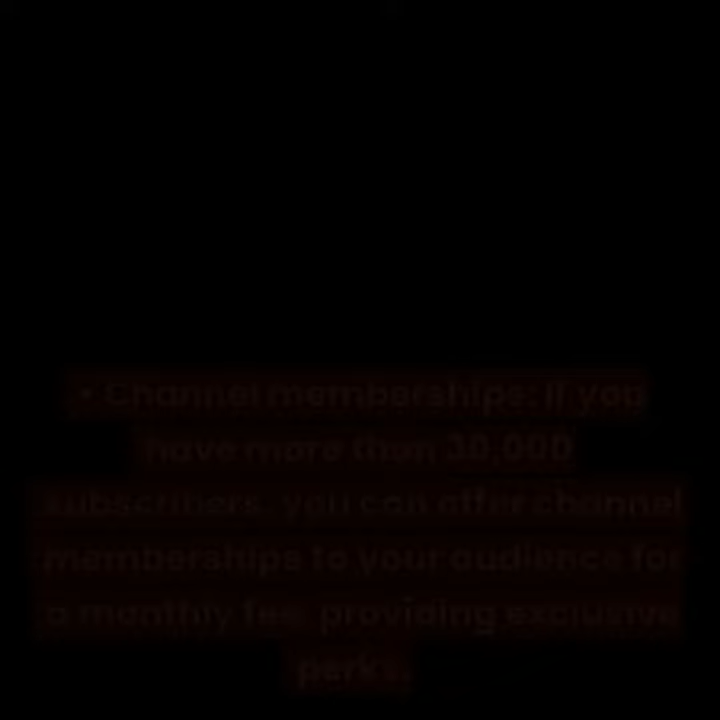 • Channel memberships: If you
have more than 30,000
subscribers, you can offer channel
memberships to your audience for
a monthly fee, providing exclusive
perks.